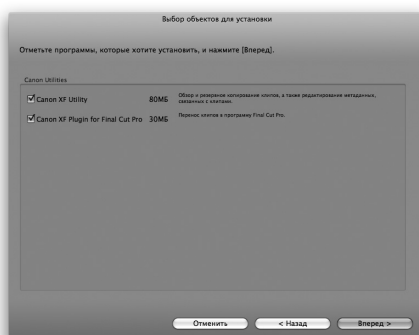 Выбор объектов для установки
Отметьте программы, которые хотите установить, и нажмите [Вперед].
Canon Utilities
Canon XF Utility 80МБ Обзор и резервное копирование клипов, а также редактирование метаданных,
связанных с клипами.
Canon XF Plugin for Final Cut Pro 30МБ Перенос клипов в программу Final Cut Pro.
Отменить < Назад Вперед >